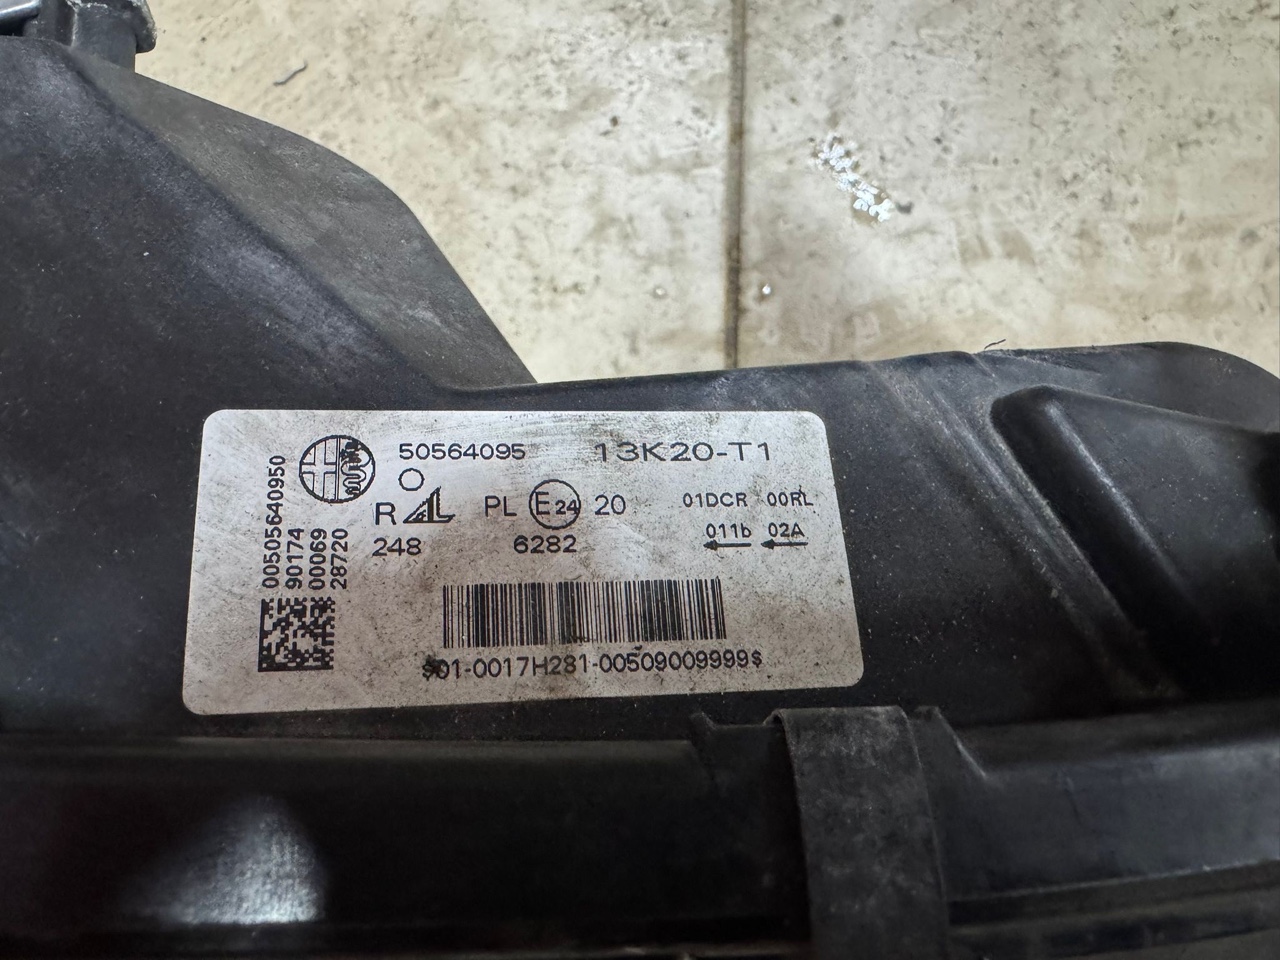 50564095 13K20-T1
R AL PL E24 20 01DCR 00RL
248 6282 011b 02A
$01-0017H281-00509009999$
00505640950
90174
00069
28720